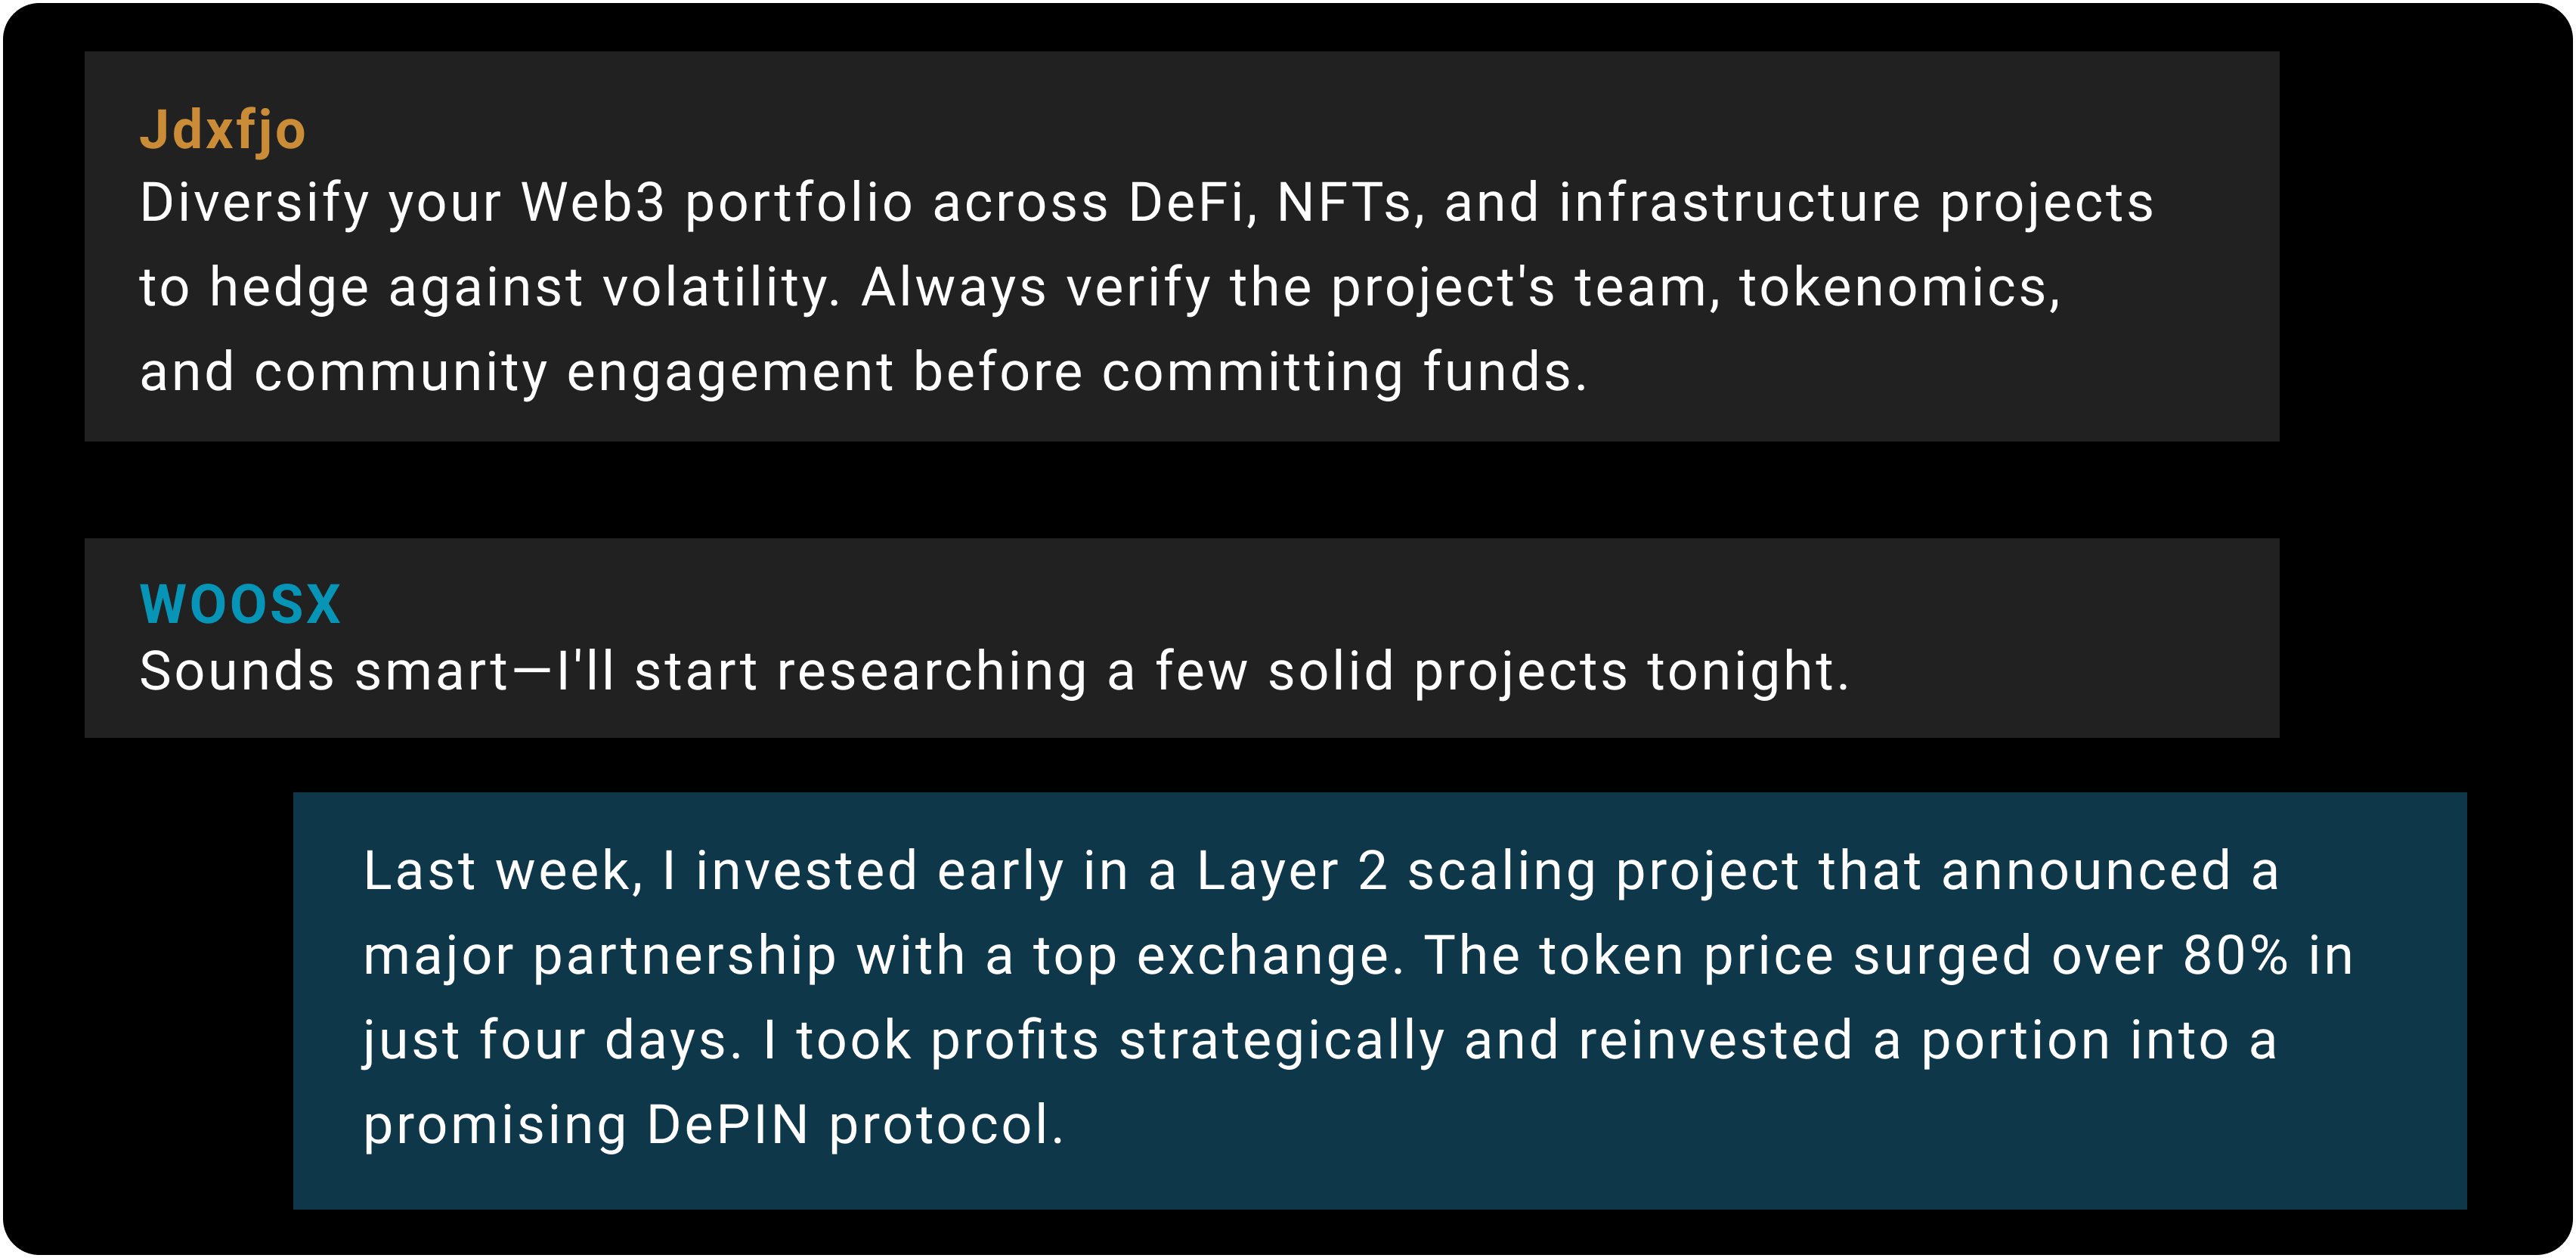 Jdxfjo
Diversify your Web3 portfolio across DeFi, NFTs, and infrastructure projects
to hedge against volatility. Always verify the project's team, tokenomics,
and community engagement before committing funds.
WOOSX
Sounds smart—I'll start researching a few solid projects tonight.
Last week, I invested early in a Layer 2 scaling project that announced a
major partnership with a top exchange. The token price surged over 80% in
just four days. I took profits strategically and reinvested a portion into a
promising DePIN protocol.